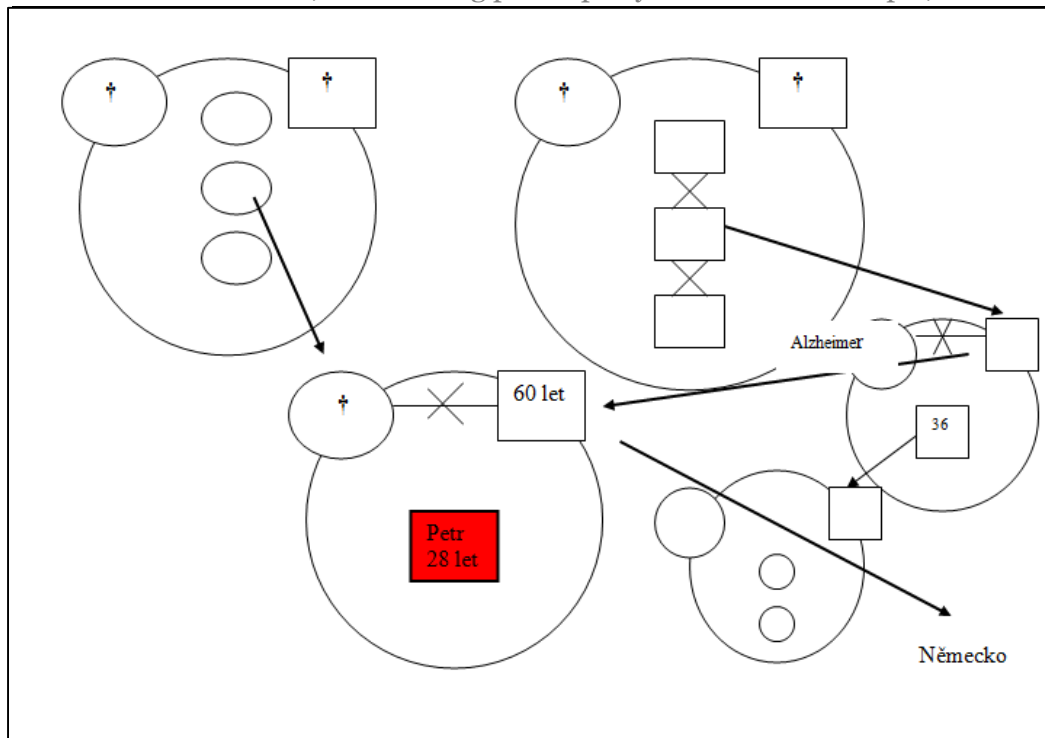 †
†
†
†
Alzheimer
36
†
60 let
Petr
28 let
Německo